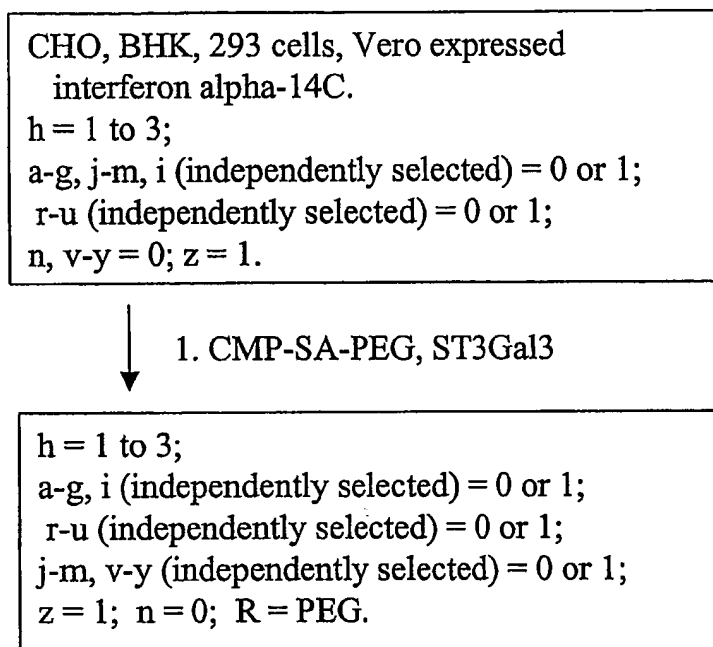 CHO, BHK, 293 cells, Vero expressed
interferon alpha-14C.
h = 1 to 3;
a-g, j-m, i (independently selected) = 0 or 1;
r-u (independently selected) = 0 or 1;
n, v-y = 0; z = 1.
1. CMP-SA-PEG, ST3Gal3
h = 1 to 3;
a-g, i (independently selected) = 0 or 1;
r-u (independently selected) = 0 or 1;
j-m, v-y (independently selected) = 0 or 1;
z = 1; n = 0; R = PEG.